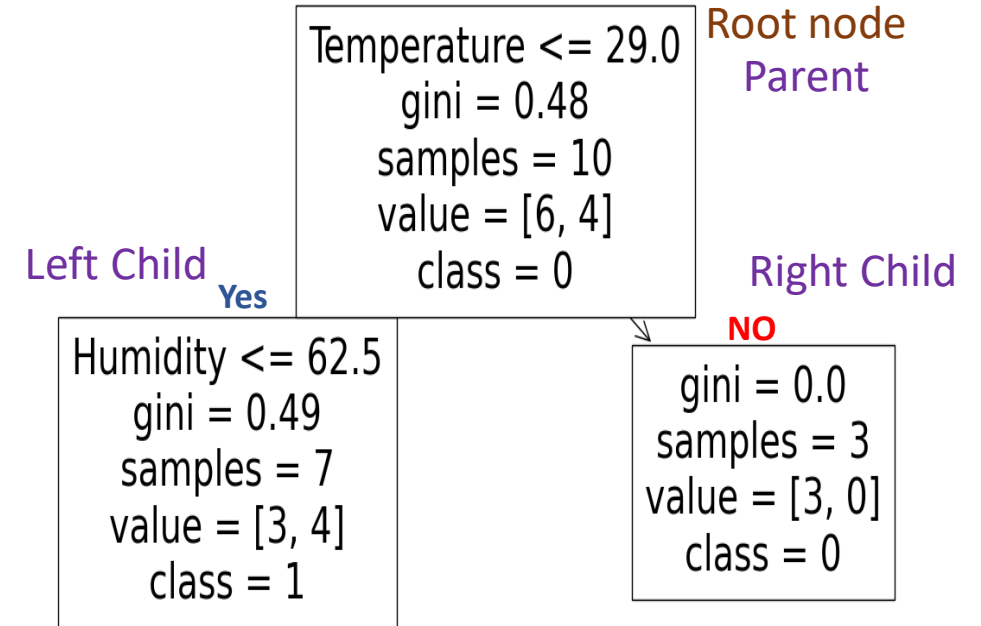 Temperature <= 29.0
gini = 0.48
samples = 10
value = [6, 4]
class = 0
Root node
Parent
Left Child
Yes
Right Child
NO
Humidity <= 62.5
gini = 0.49
samples = 7
value = [3, 4]
class = 1
gini = 0.0
samples = 3
value = [3, 0]
class = 0